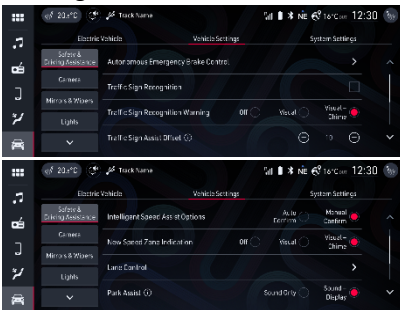 20.5°C Track Name NE 16°C 12:30
Electric Vehicle Vehicle Settings System Settings
Safety & Driving Assistance
Camera
Mirrors & Wipers
Lights
Autonomous Emergency Brake Control
Traffic Sign Recognition
Traffic Sign Recognition Warning Off Visual Visual + Chime
Traffic Sign Assist Offset 10
20.5°C Track Name NE 16°C 12:30
Electric Vehicle Vehicle Settings System Settings
Safety & Driving Assistance
Camera
Mirrors & Wipers
Lights
Intelligent Speed Assist Options Auto Confirm Manual Confirm
New Speed Zone Indication Off Visual Visual + Chime
Lane Control
Park Assist Sound Only Sound + Display